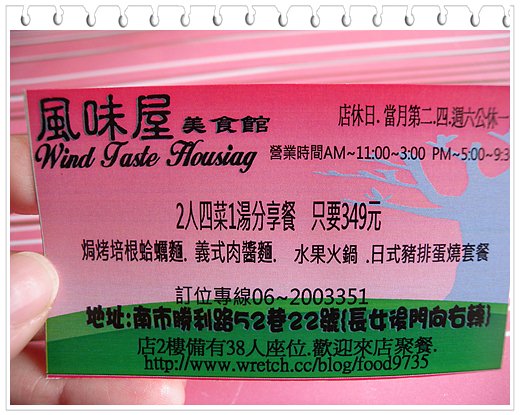 風味屋 美食館
店休日.當月第二.四.週六公休一
Wind Taste Housiag
營業時間AM~11:00~3:00 PM~5:00~9:3
2人四菜1湯分享餐 只要349元
焗烤培根蛤蠣麵. 義式肉醬麵. 水果火鍋 .日式豬排蛋燒套餐
訂位專線06~2003351
地址:南市勝利路52巷22號{長女後門向右轉}
店2樓備有38人座位.歡迎來店聚餐.
http://www.wretch.cc/blog/food9735